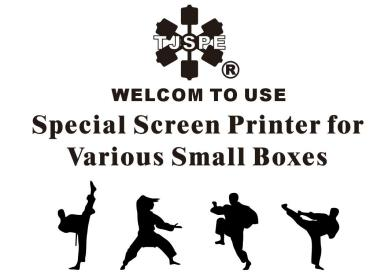 TJSPE
®
WELCOM TO USE
Special Screen Printer for
Various Small Boxes